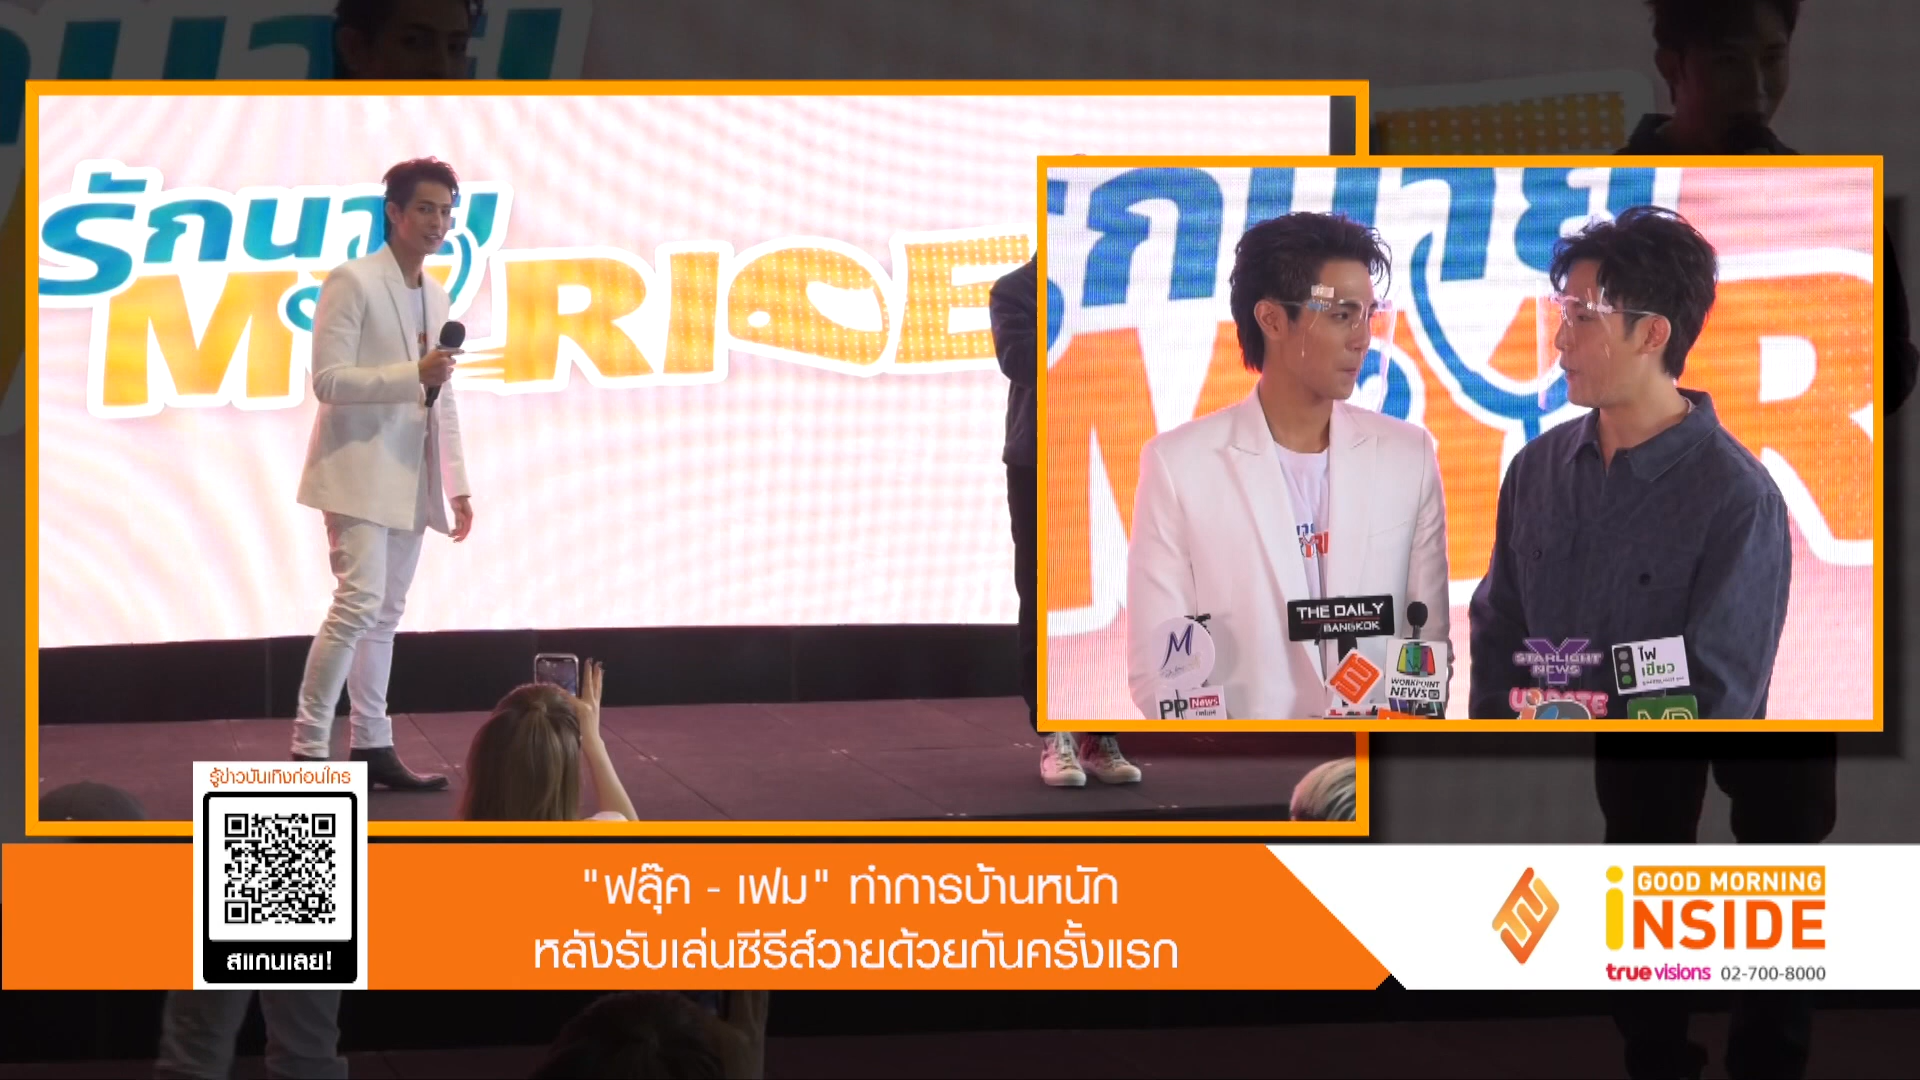 รักนาย
MY RICE
รักนาย
MY R
THE DAILY
BANGKOK
M
PP News
WORKPOINT
NEWS
STARLIGHT
NEWS
UPDATE
ไฟ
เขียว
รู้ข่าวบันเทิงก่อนใคร
สแกนเลย!
"ฟลุ๊ค - เฟม" ทำการบ้านหนัก
หลังรับเล่นซีรีส์วายด้วยกันครั้งแรก
GOOD MORNING
iNSIDE
truevisions 02-700-8000